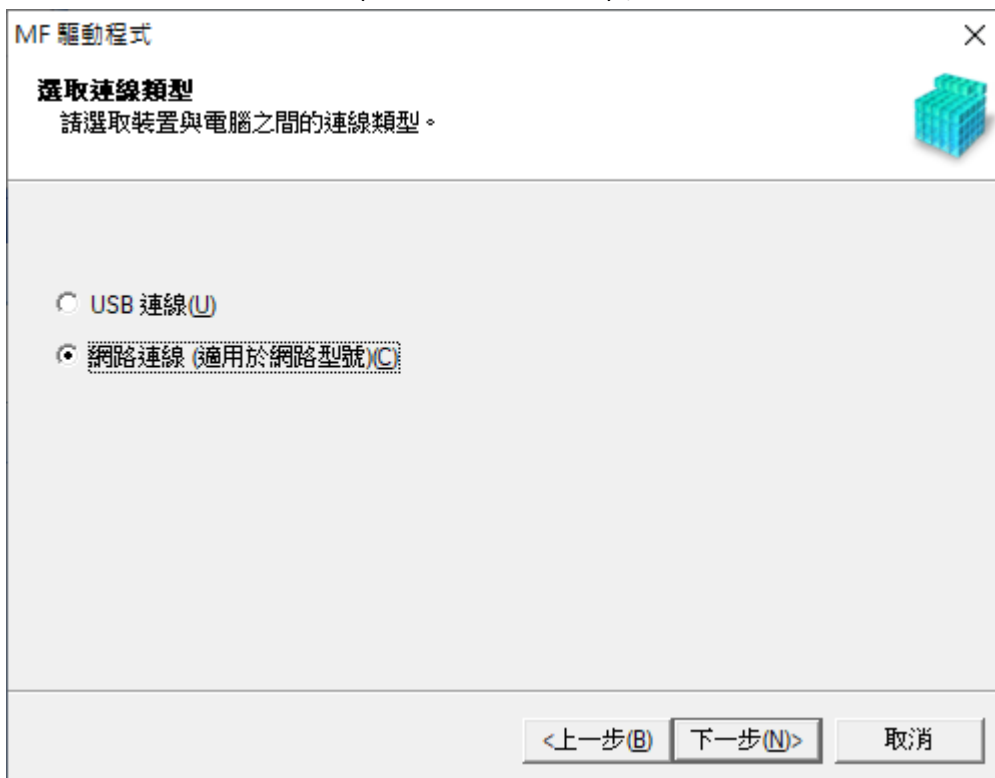 MF 驅動程式
選取連線類型
請選取裝置與電腦之間的連線類型。
USB 連線(U)
網路連線 (適用於網路型號)(C)
<上一步(B) 下一步(N)> 取消